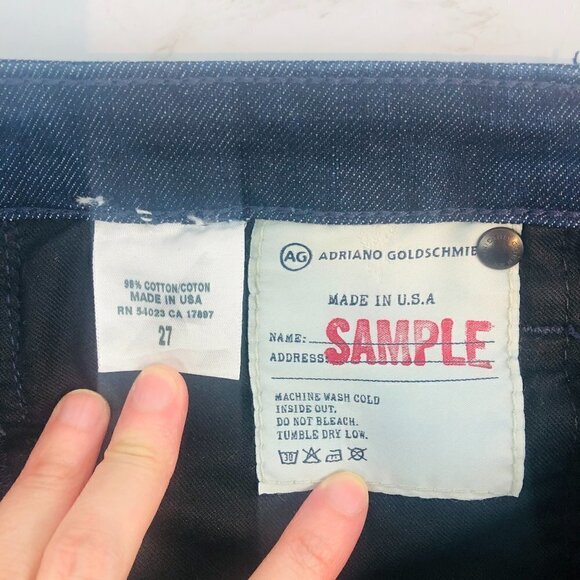 98% COTTON/COTON
MADE IN USA
RN 54023 CA 17897
27
AG ADRIANO GOLDSCHMIE
MADE IN U.S.A
NAME:
ADDRESS:
SAMPLE
MACHINE WASH COLD
INSIDE OUT.
DO NOT BLEACH.
TUMBLE DRY LOW.
30